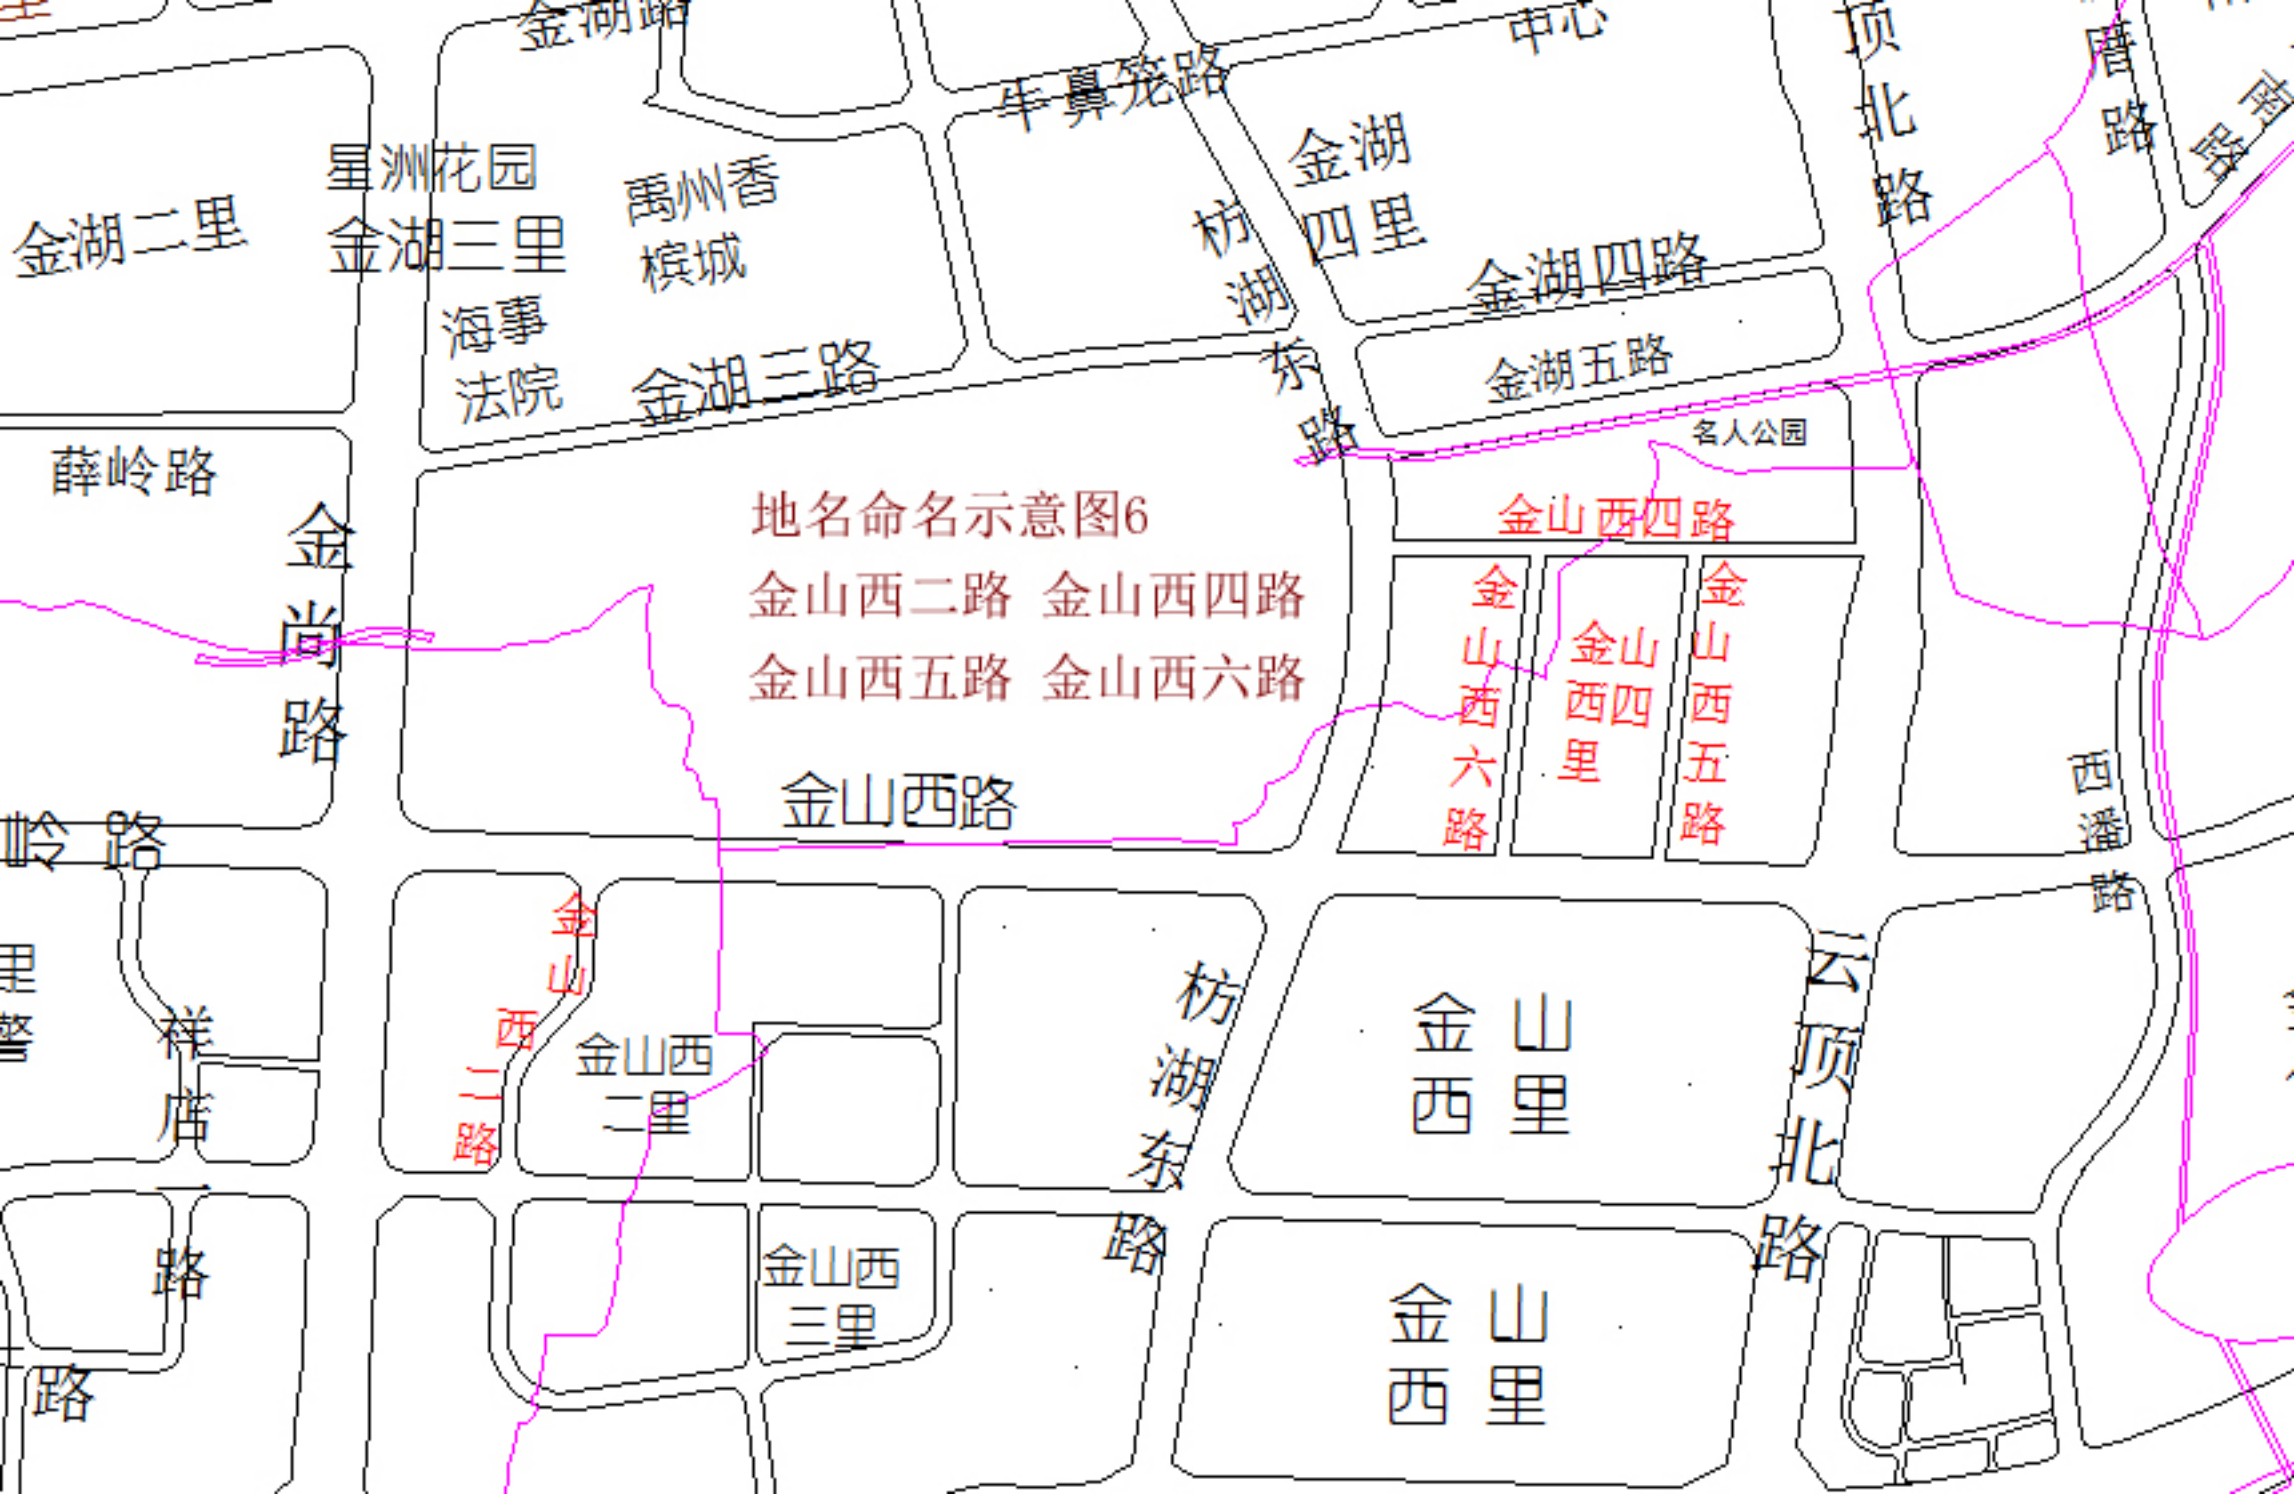 金湖路
中心
牛鼻笼路
顶北路
厝路
南路
金湖二里
星洲花园
金湖三里
禹州香
槟城
海事
法院
金湖三路
金湖
四里
枋湖东路
金湖四路
金湖五路
名人公园
薛岭路
金尚路
地名命名示意图6
金山西二路 金山西四路
金山西五路 金山西六路
金山西四路
金山西六路
金山
西四
里
金山西五路
金山西路
岭路
西潘路
金山西二路
金山西
二里
祥店一路
里
枋湖东路
金山
西里
云顶北路
金山西
三里
金山
西里
路